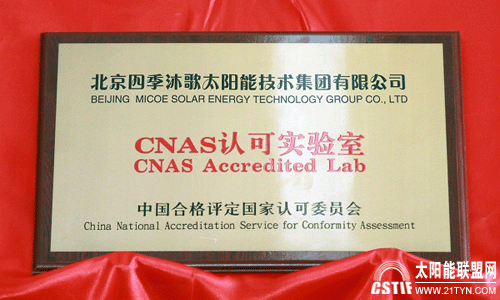 北京四季沐歌太阳能技术集团有限公司
BEIJING MICOE SOLAR ENERGY TECHNOLOGY GROUP CO., LTD
CNAS认可实验室
CNAS Accredited Lab
中国合格评定国家认可委员会
China National Accreditation Service for Conformity Assessment
太阳能联盟网
CSTIF
WWW.21TYN.COM